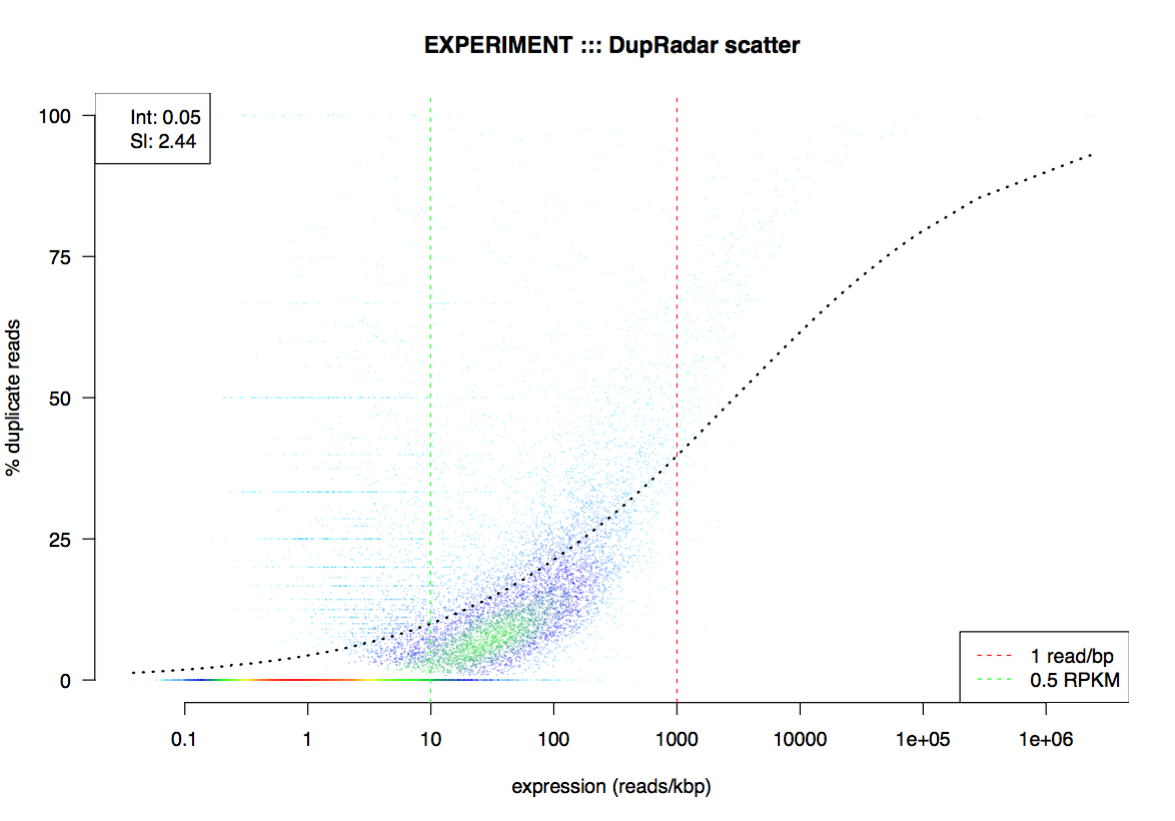 EXPERIMENT ::: DupRadar scatter
Int: 0.05
Sl: 2.44
100
75
50
25
0
% duplicate reads
1 read/bp
0.5 RPKM
0.1
1
10
100
1000
10000
1e+05
1e+06
expression (reads/kbp)